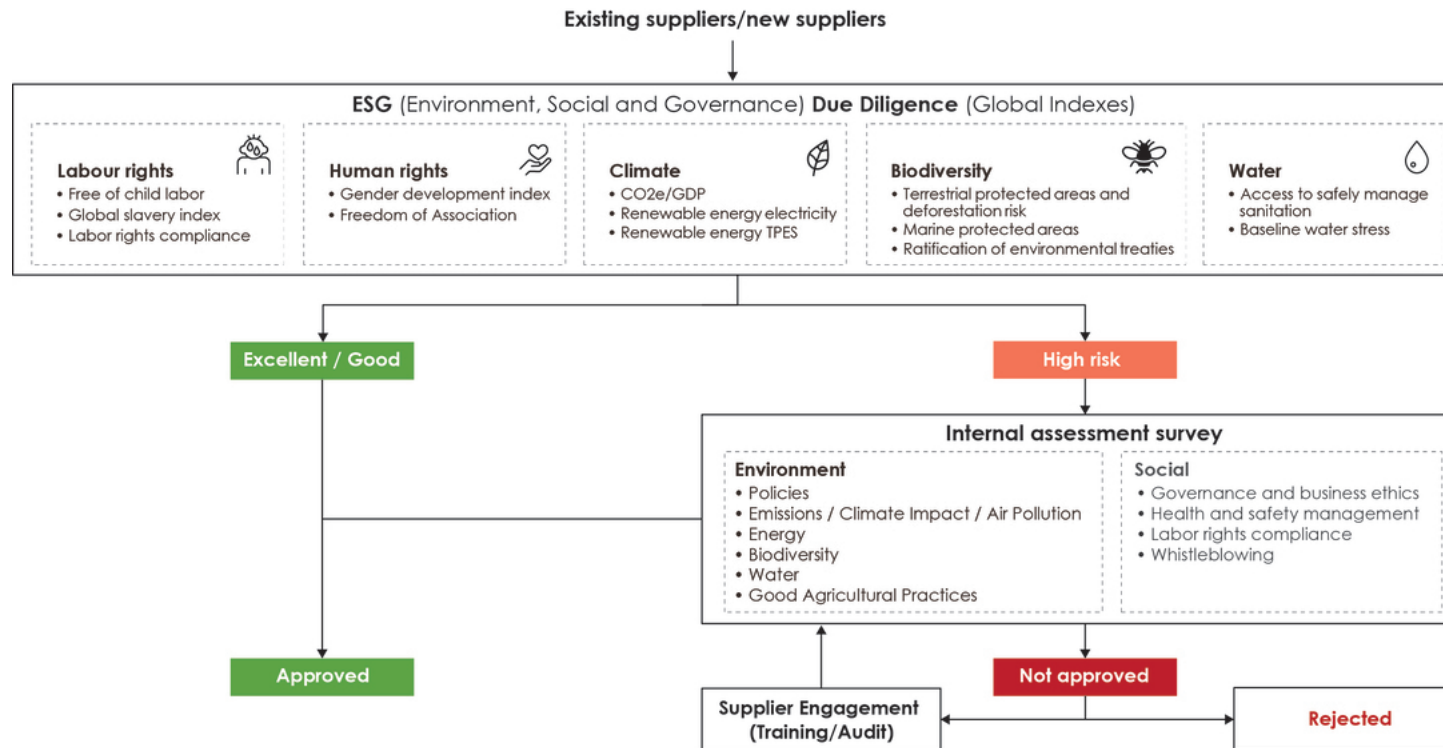 Existing suppliers/new suppliers
ESG (Environment, Social and Governance) Due Diligence (Global Indexes)
Labour rights
• Free of child labor
• Global slavery index
• Labor rights compliance
Human rights
• Gender development index
• Freedom of Association
Climate
• CO2e/GDP
• Renewable energy electricity
• Renewable energy TPES
Biodiversity
• Terrestrial protected areas and
deforestation risk
• Marine protected areas
• Ratification of environmental treaties
Water
• Access to safely manage
sanitation
• Baseline water stress
Excellent / Good
High risk
Internal assessment survey
Environment
• Policies
• Emissions / Climate Impact / Air Pollution
• Energy
• Biodiversity
• Water
• Good Agricultural Practices
Social
• Governance and business ethics
• Health and safety management
• Labor rights compliance
• Whistleblowing
Approved
Not approved
Supplier Engagement
(Training/Audit)
Rejected